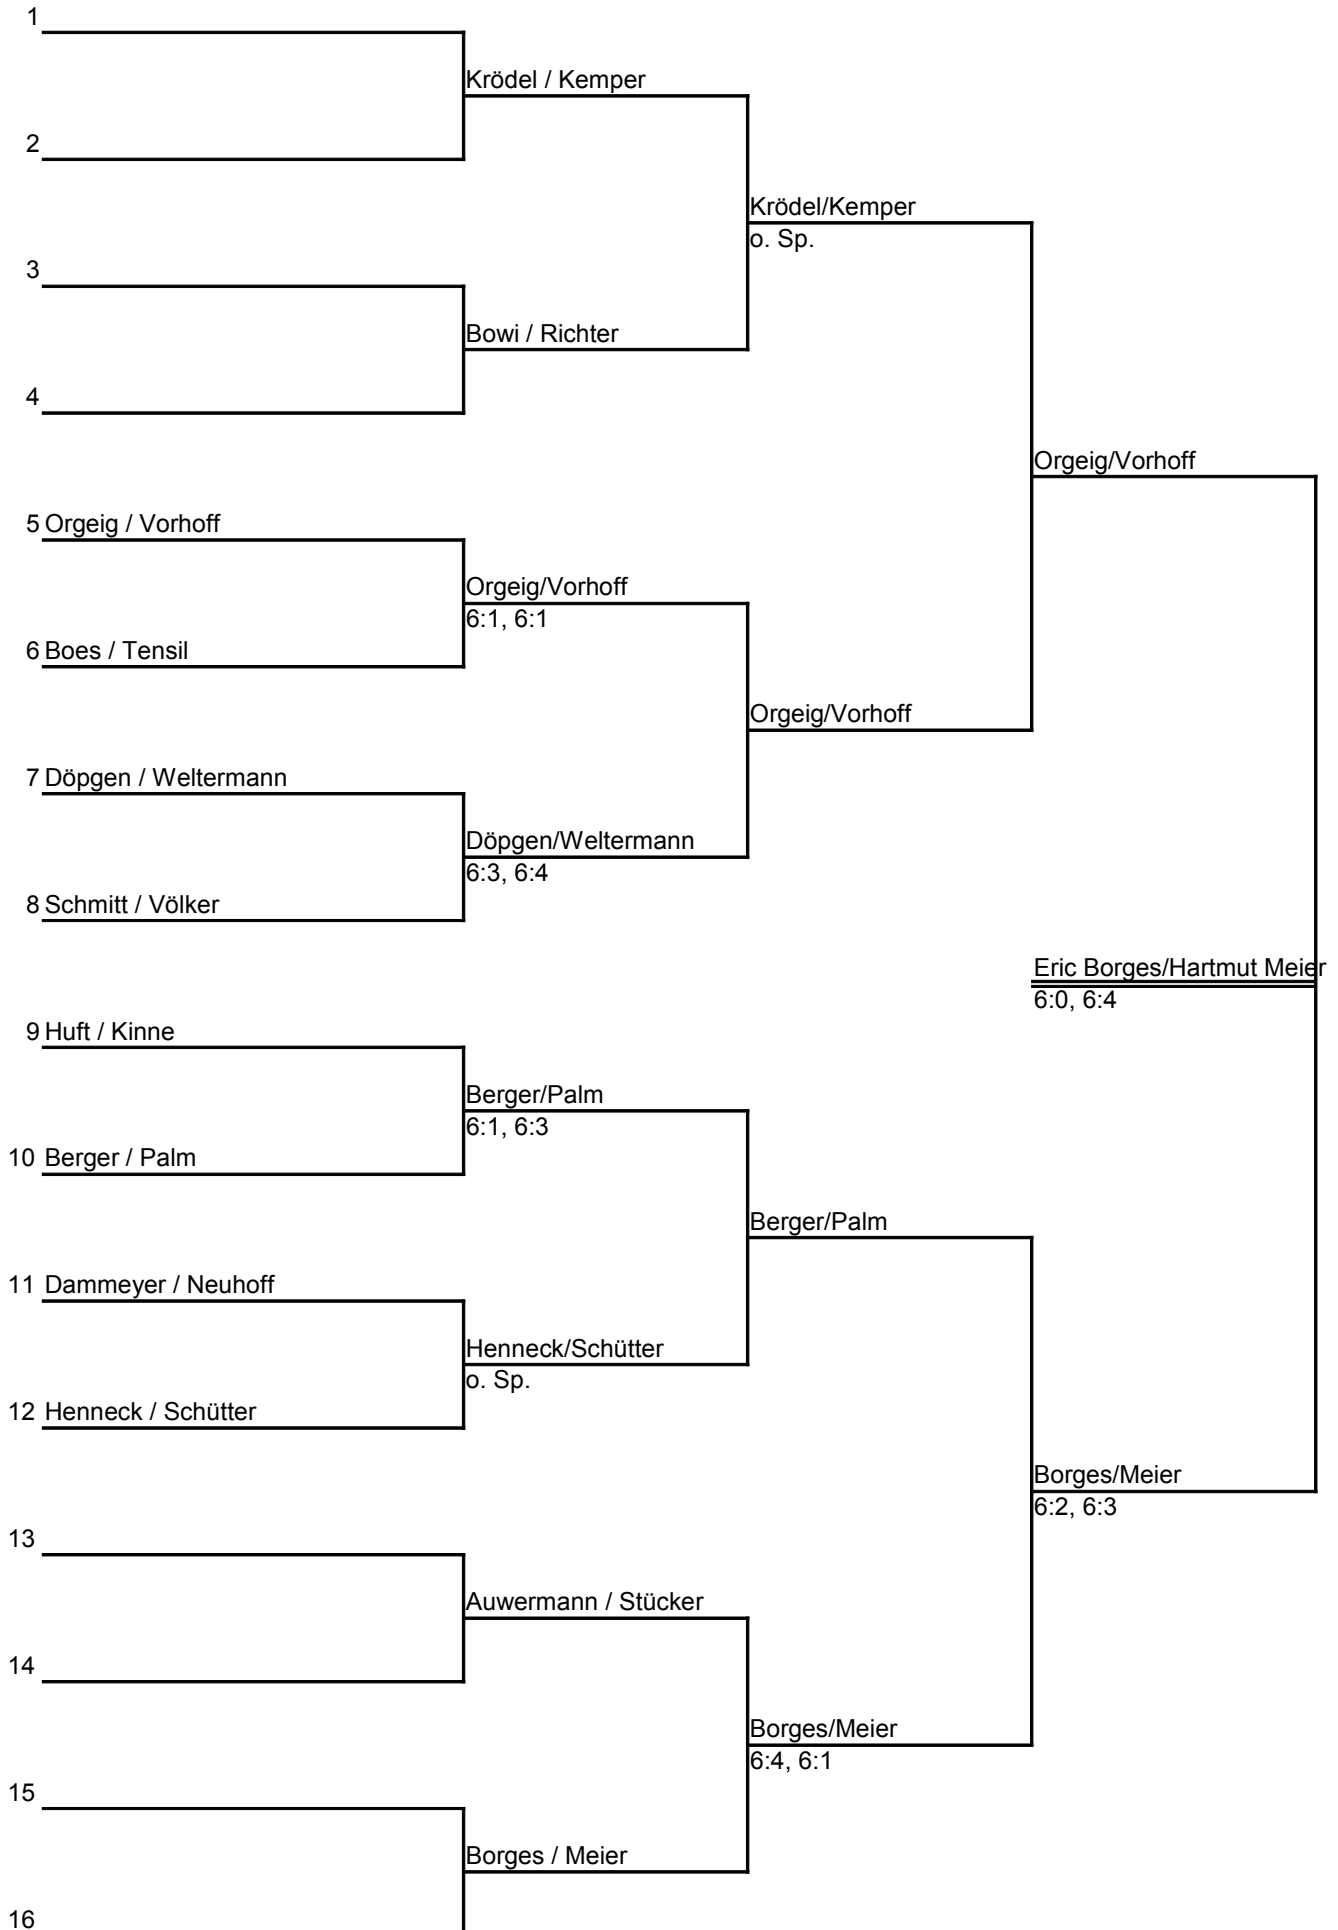 1
Krödel / Kemper
2
Krödel/Kemper
o. Sp.
3
Bowi / Richter
4
Orgeig/Vorhoff
5 Orgeig / Vorhoff
Orgeig/Vorhoff
6:1, 6:1
6 Boes / Tensil
Orgeig/Vorhoff
7 Döpgen / Weltermann
Döpgen/Weltermann
6:3, 6:4
8 Schmitt / Völker
Eric Borges/Hartmut Meier
6:0, 6:4
9 Huft / Kinne
Berger/Palm
6:1, 6:3
10 Berger / Palm
Berger/Palm
11 Dammeyer / Neuhoff
Henneck/Schütter
o. Sp.
12 Henneck / Schütter
Borges/Meier
6:2, 6:3
13
Auwermann / Stücker
14
Borges/Meier
6:4, 6:1
15
Borges / Meier
16